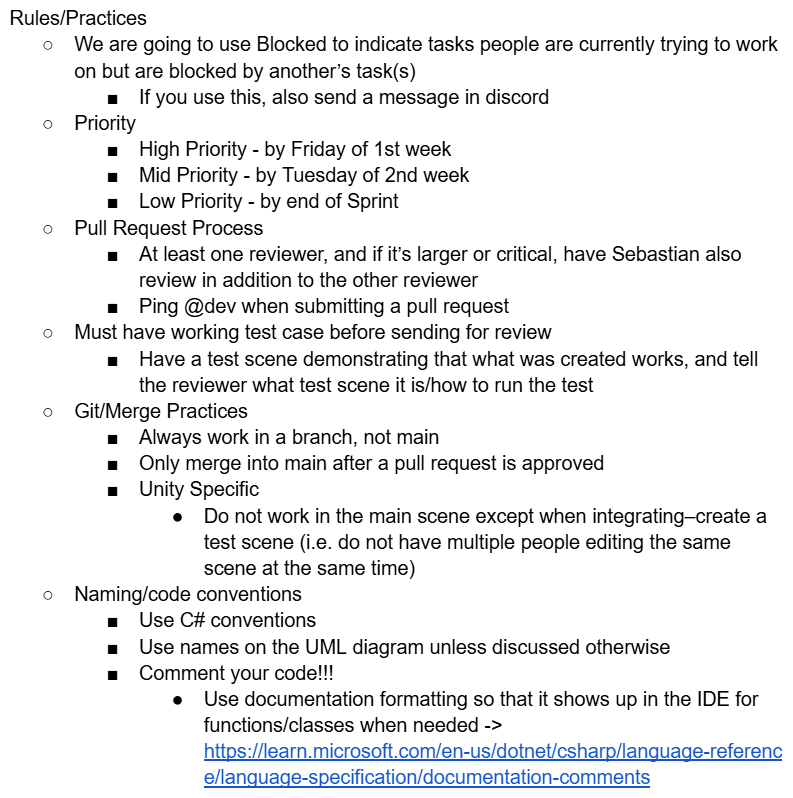 Rules/Practices
○ We are going to use Blocked to indicate tasks people are currently trying to work
on but are blocked by another’s task(s)
■ If you use this, also send a message in discord
○ Priority
■ High Priority - by Friday of 1st week
■ Mid Priority - by Tuesday of 2nd week
■ Low Priority - by end of Sprint
○ Pull Request Process
■ At least one reviewer, and if it’s larger or critical, have Sebastian also
review in addition to the other reviewer
■ Ping @dev when submitting a pull request
○ Must have working test case before sending for review
■ Have a test scene demonstrating that what was created works, and tell
the reviewer what test scene it is/how to run the test
○ Git/Merge Practices
■ Always work in a branch, not main
■ Only merge into main after a pull request is approved
■ Unity Specific
● Do not work in the main scene except when integrating–create a
test scene (i.e. do not have multiple people editing the same
scene at the same time)
○ Naming/code conventions
■ Use C# conventions
■ Use names on the UML diagram unless discussed otherwise
■ Comment your code!!!
● Use documentation formatting so that it shows up in the IDE for
functions/classes when needed ->
https://learn.microsoft.com/en-us/dotnet/csharp/language-referenc
e/language-specification/documentation-comments